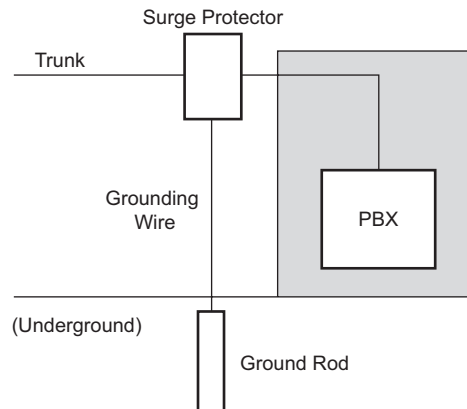 Surge Protector
Trunk
Grounding
Wire
PBX
(Underground)
Ground Rod